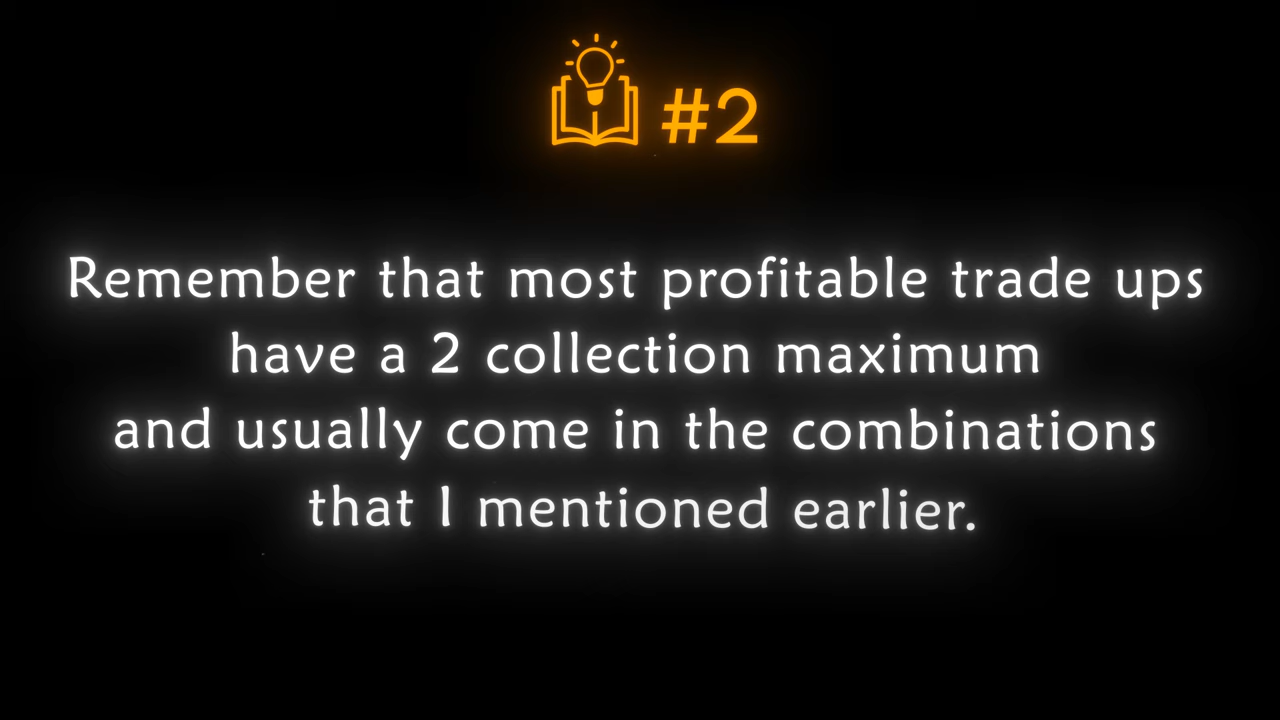 #2
Remember that most profitable trade ups
have a 2 collection maximum
and usually come in the combinations
that I mentioned earlier.